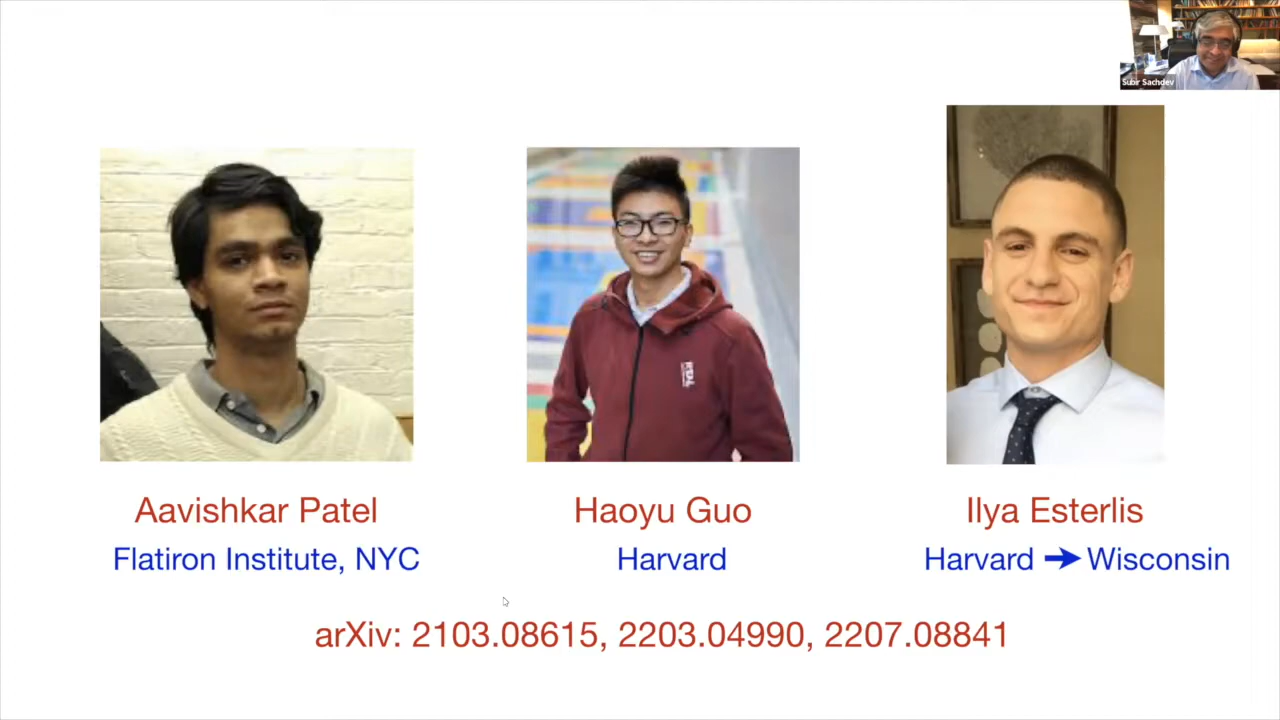 Subir Sachdev
Aavishkar Patel
Flatiron Institute, NYC
Haoyu Guo
Harvard
Ilya Esterlis
Harvard → Wisconsin
arXiv: 2103.08615, 2203.04990, 2207.08841